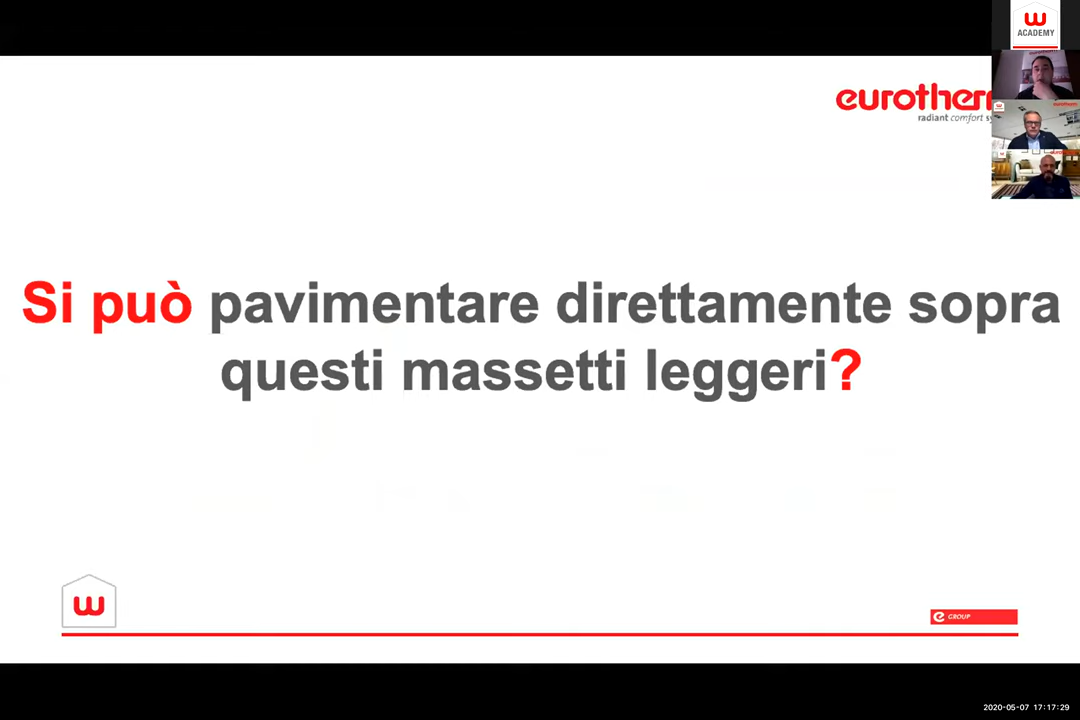 W
ACADEMY
eurotherm
radiant comfort sy
Si può pavimentare direttamente sopra
questi massetti leggeri?
W
e GROUP
2020-05-07 17:17:29